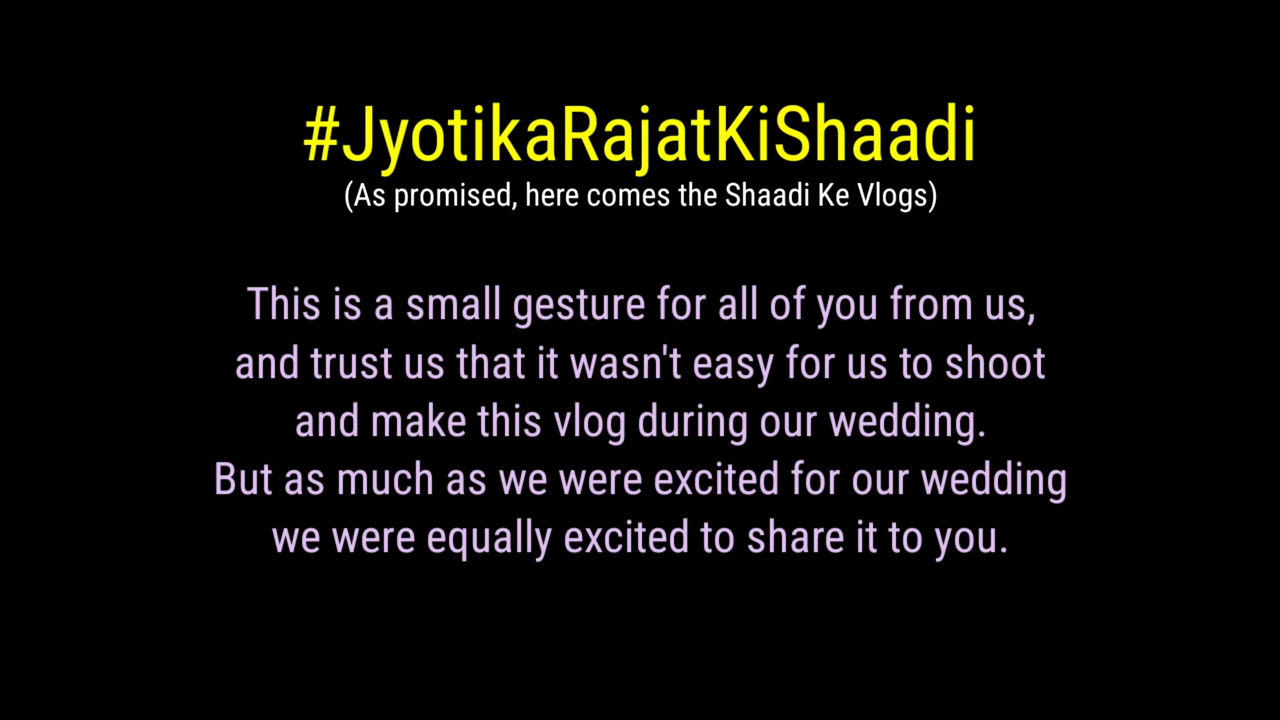 #JyotikaRajatKiShaadi
(As promised, here comes the Shaadi Ke Vlogs)
This is a small gesture for all of you from us,
and trust us that it wasn't easy for us to shoot
and make this vlog during our wedding.
But as much as we were excited for our wedding
we were equally excited to share it to you.